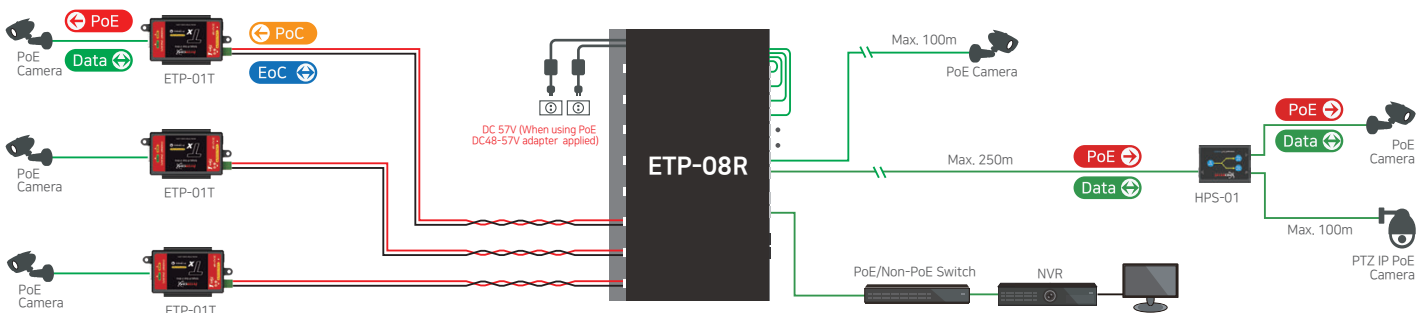 PoE
Data
PoE
Camera
ETP-01T
PoC
EoC
PoE
Camera
ETP-01T
PoE
Camera
ETP-01T
DC 57V (When using PoE
DC48-57V adapter applied)
ETP-08R
Max. 100m
PoE Camera
Max. 250m
PoE
Data
HPS-01
PoE
Data
PoE
Camera
Max. 100m
PTZ IP PoE
Camera
PoE/Non-PoE Switch
NVR